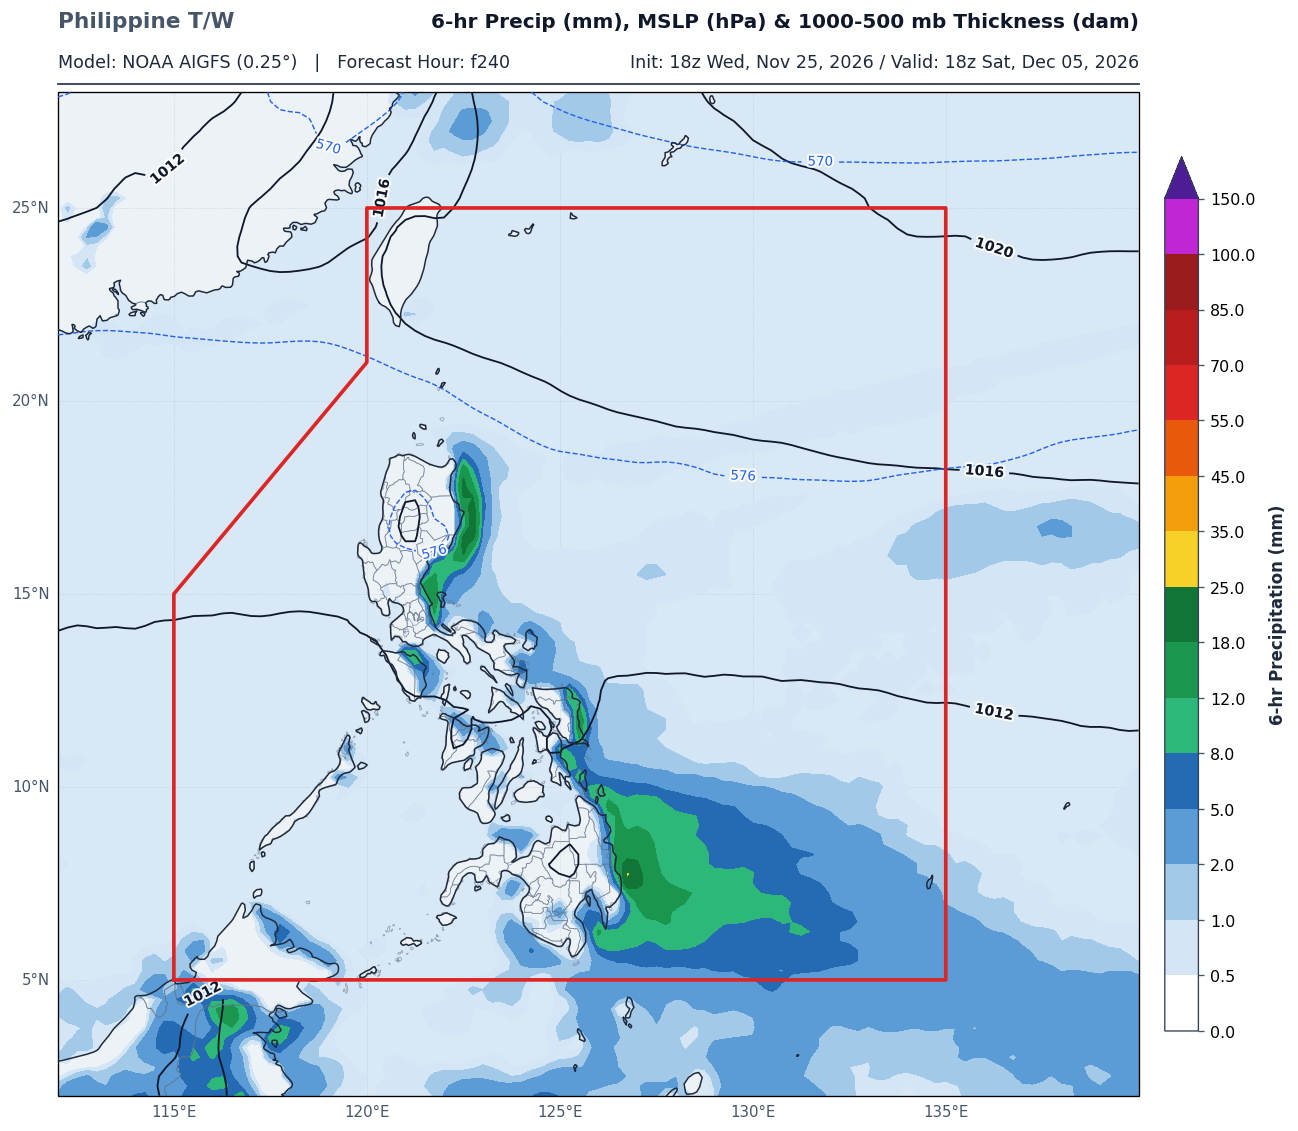 Philippine T/W
6-hr Precip (mm), MSLP (hPa) & 1000-500 mb Thickness (dam)
Model: NOAA AIGFS (0.25°) | Forecast Hour: f240
Init: 18z Wed, Nov 25, 2026 / Valid: 18z Sat, Dec 05, 2026
570
1012
570
1016
25°N
1020
20°N
1016
576
576
15°N
1012
10°N
5°N
1012
115°E
120°E
125°E
130°E
135°E
150.0
100.0
85.0
70.0
55.0
45.0
35.0
25.0
18.0
12.0
8.0
5.0
2.0
1.0
0.5
0.0
6-hr Precipitation (mm)